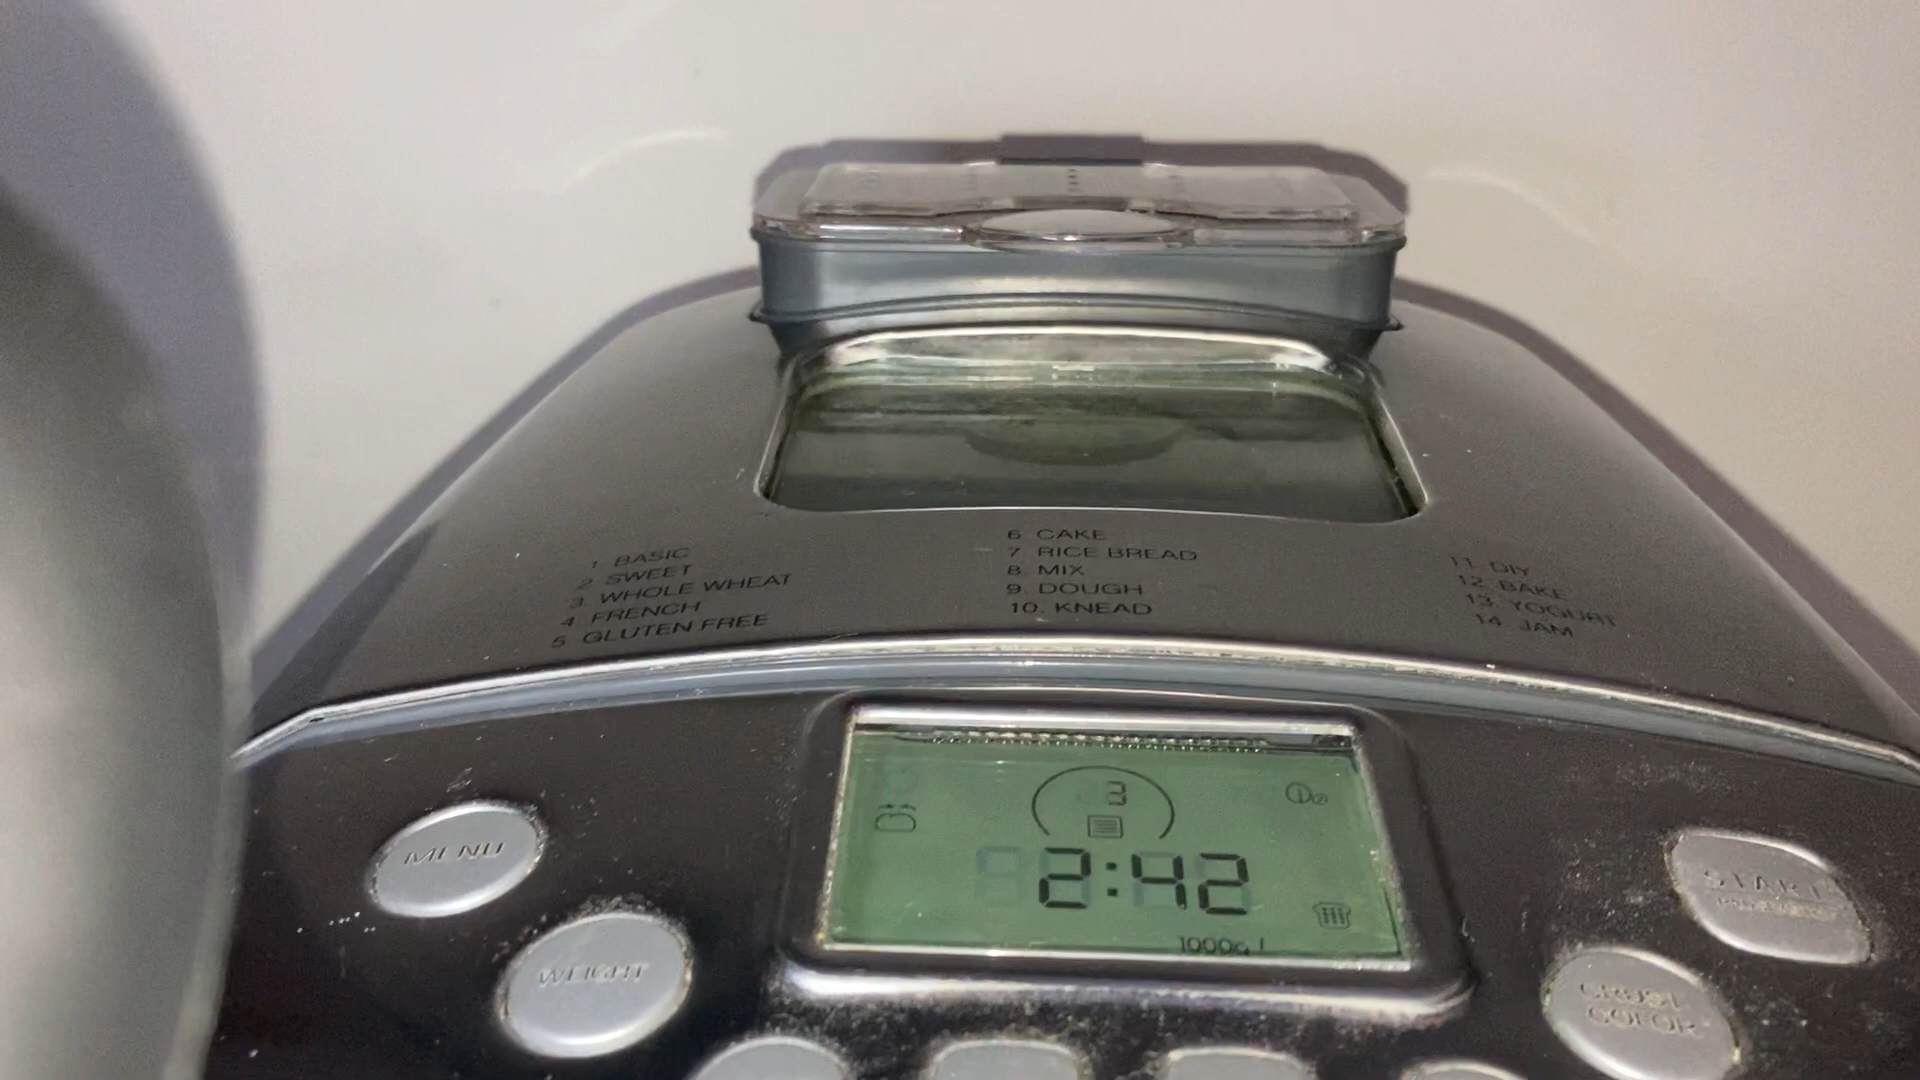 1 BASIC
2 SWEET
3. WHOLE WHEAT
4 FRENCH
5 GLUTEN FREE
6 CAKE
7 RICE BREAD
8. MIX
9. DOUGH
10. KNEAD
11. DIY
12. BAKE
13. YOGURT
14 JAM
3
2:42
1000g
MENU
WEIGHT
START
CRUST
COLOR